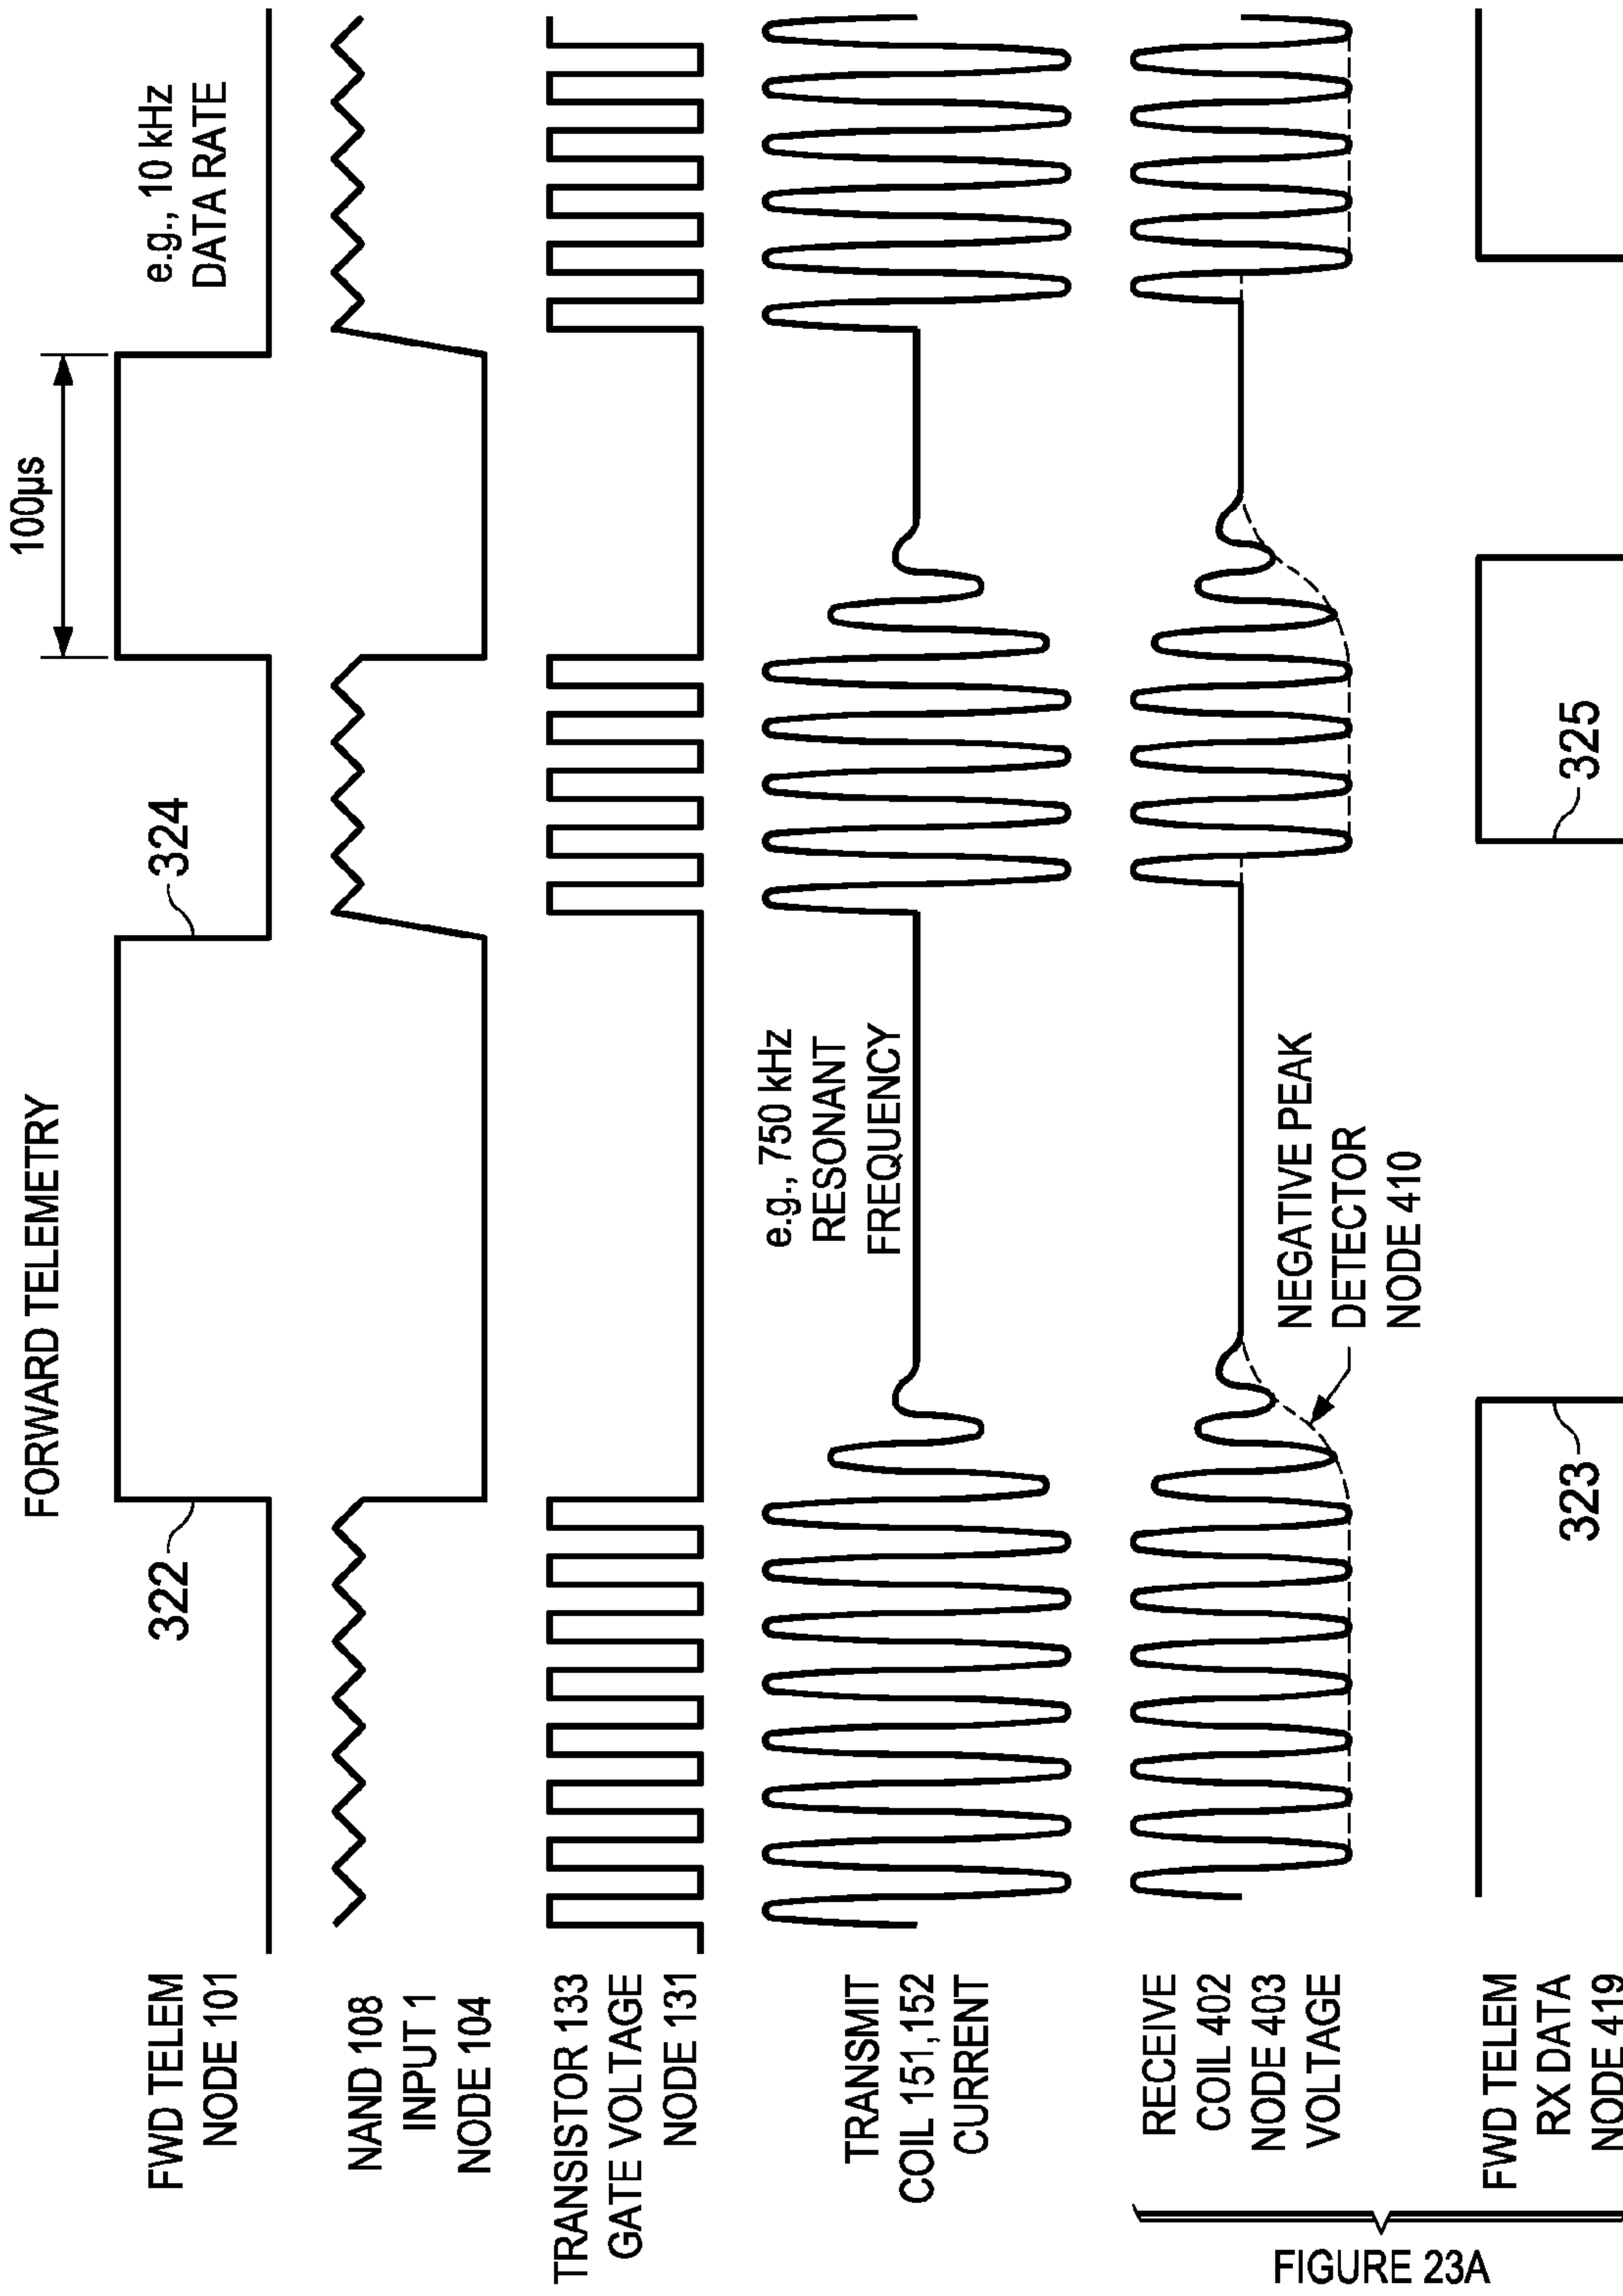 FORWARD TELEMETRY
100µs
FWD TELEM
NODE 101
322
324
e.g., 10 kHz
DATA RATE
NAND 108
INPUT 1
NODE 104
TRANSISTOR 133
GATE VOLTAGE
NODE 131
TRANSMIT
COIL 151,152
CURRENT
e.g., 750 kHz
RESONANT
FREQUENCY
RECEIVE
COIL 402
NODE 403
VOLTAGE
NEGATIVE PEAK
DETECTOR
NODE 410
FWD TELEM
RX DATA
NODE 419
323
325
FIGURE 23A